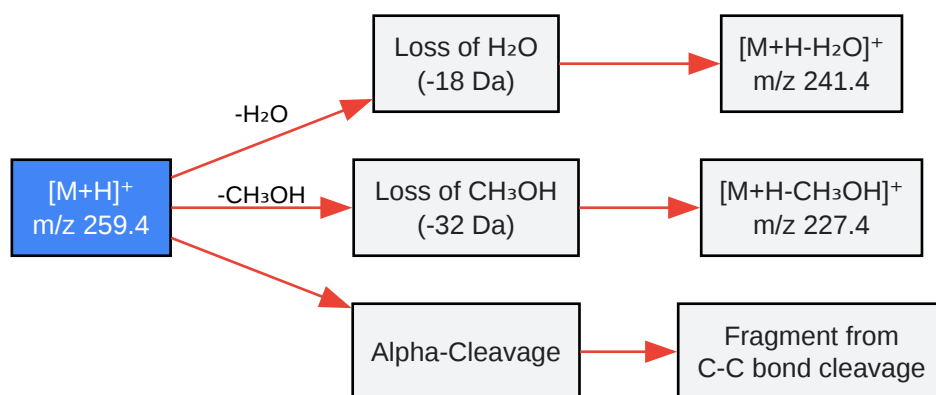 Loss of H₂O
(-18 Da)
[M+H-H₂O]⁺
m/z 241.4
-H₂O
[M+H]⁺
m/z 259.4
-CH₃OH
Loss of CH₃OH
(-32 Da)
[M+H-CH₃OH]⁺
m/z 227.4
Alpha-Cleavage
Fragment from
C-C bond cleavage